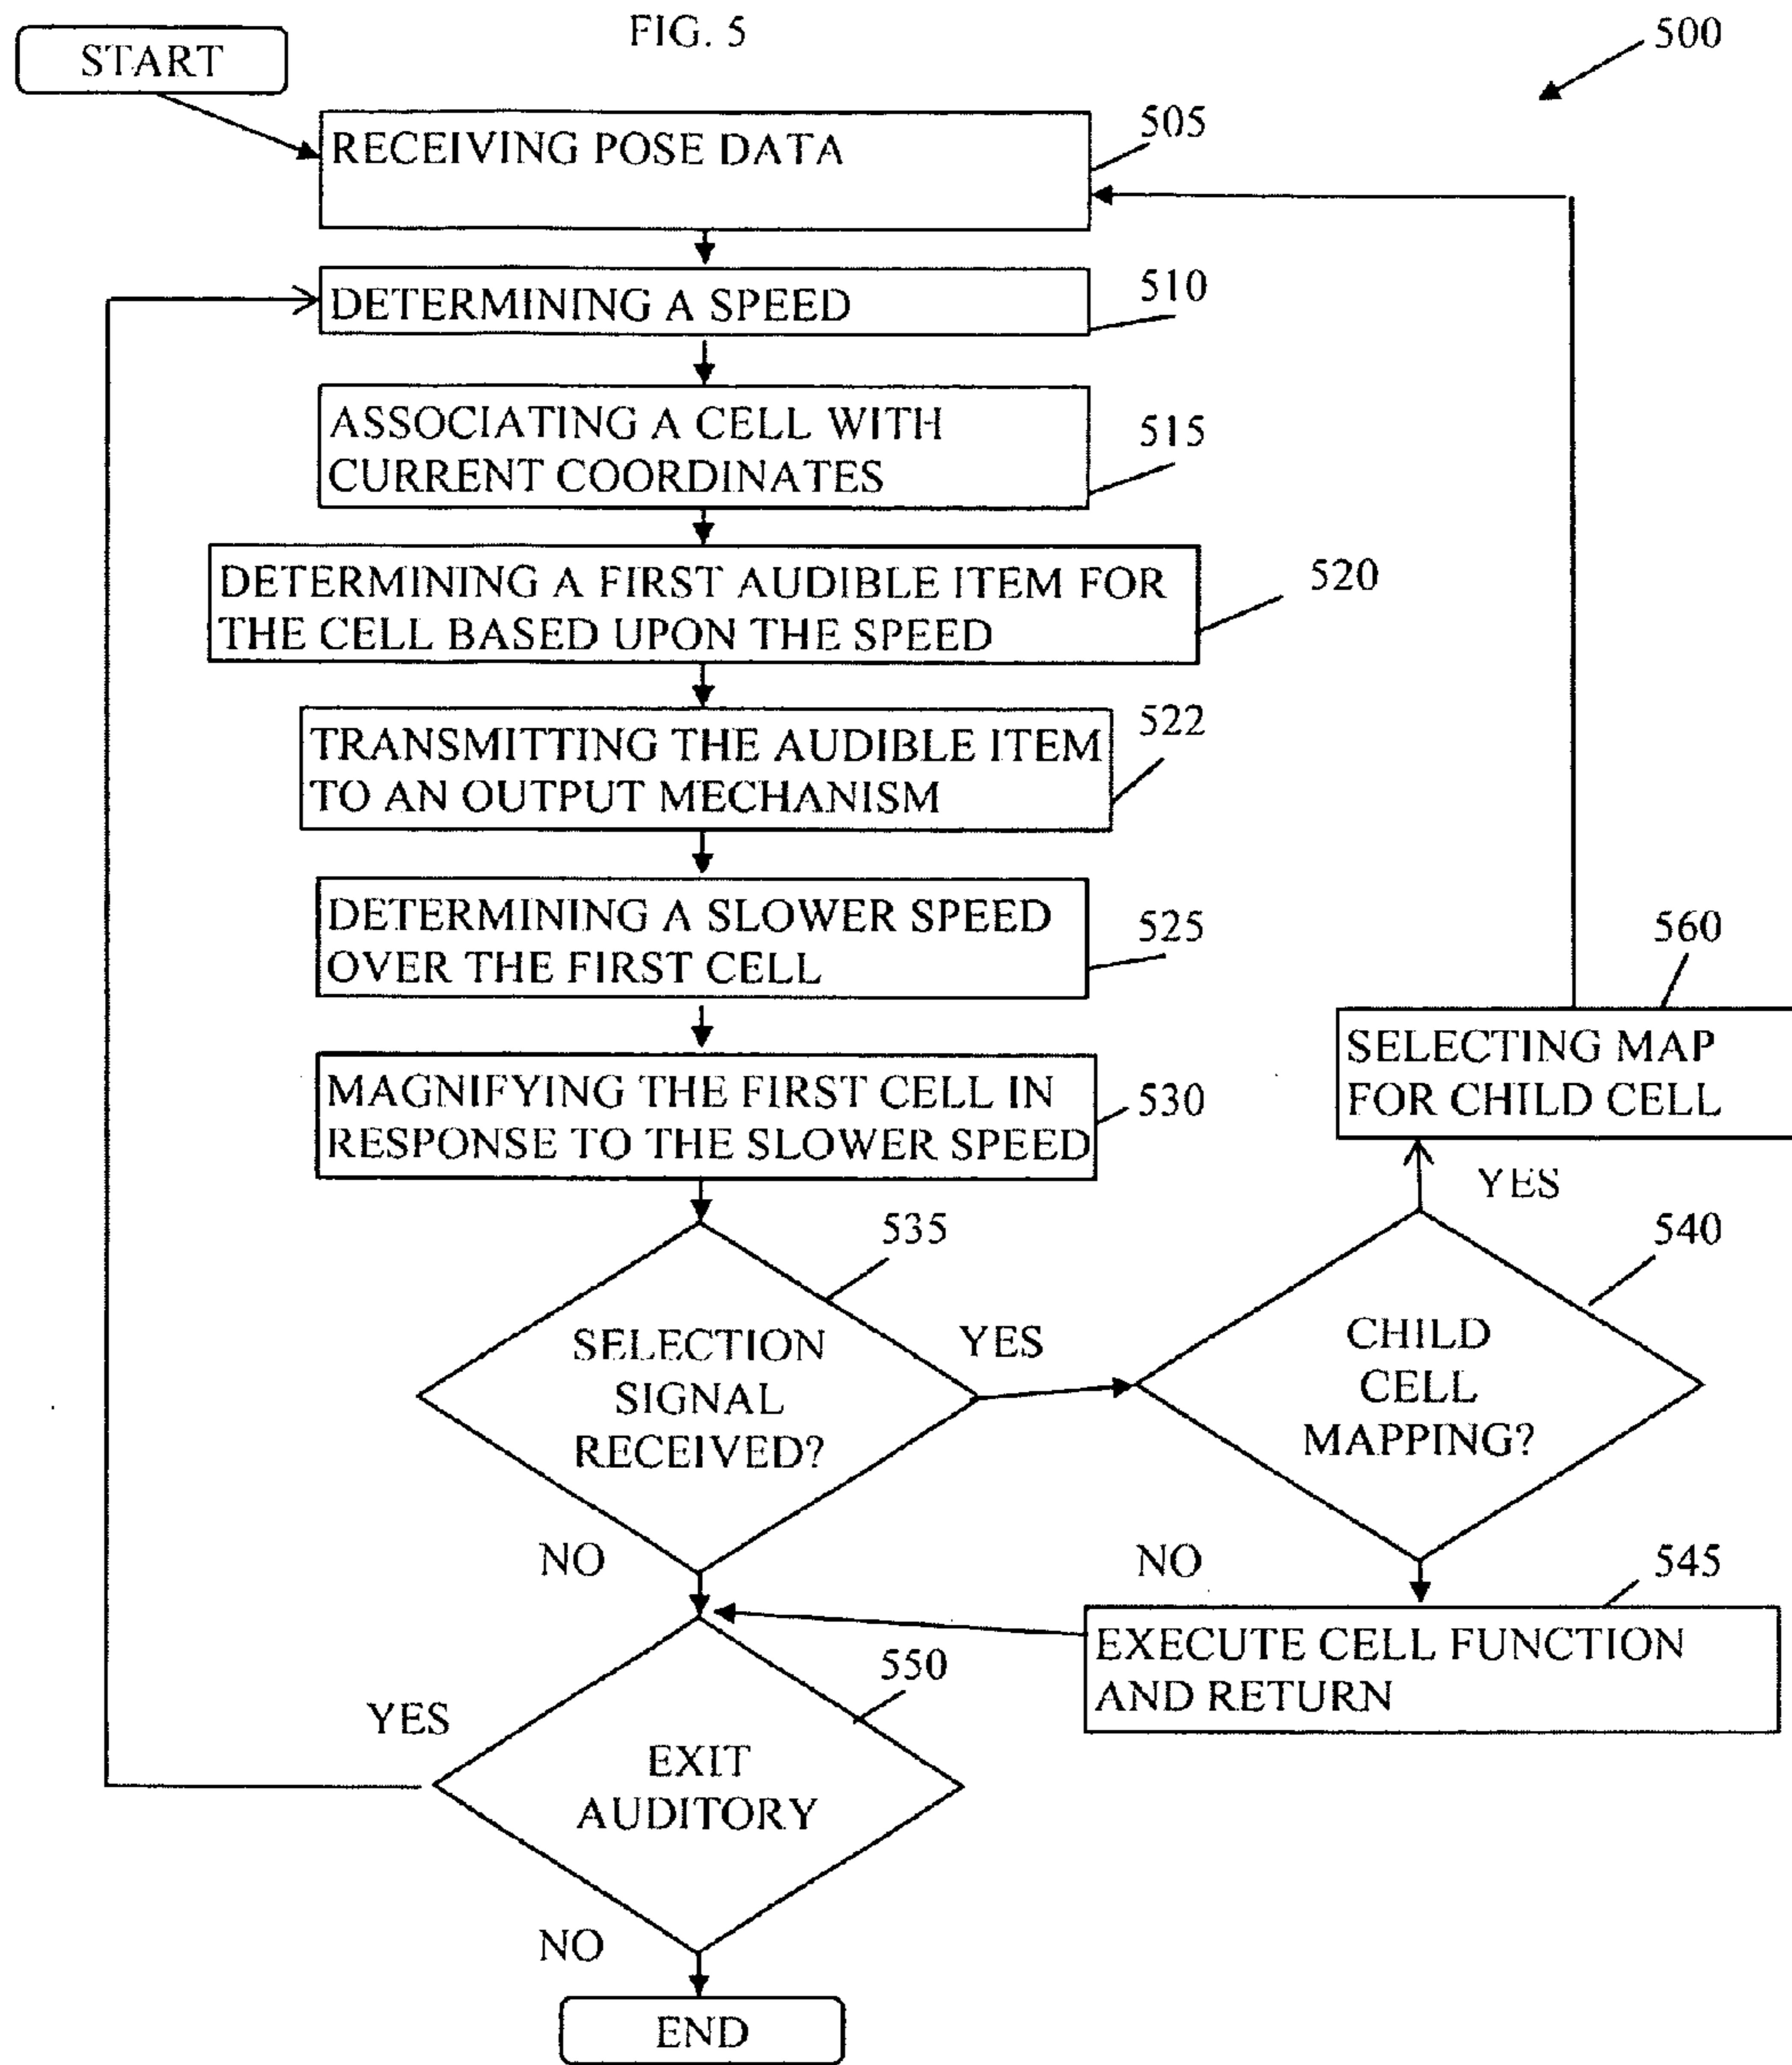 FIG. 5
500
START
RECEIVING POSE DATA
505
DETERMINING A SPEED
510
ASSOCIATING A CELL WITH
CURRENT COORDINATES
515
DETERMINING A FIRST AUDIBLE ITEM FOR
THE CELL BASED UPON THE SPEED
520
TRANSMITTING THE AUDIBLE ITEM
TO AN OUTPUT MECHANISM
522
DETERMINING A SLOWER SPEED
OVER THE FIRST CELL
525
MAGNIFYING THE FIRST CELL IN
RESPONSE TO THE SLOWER SPEED
530
560
SELECTING MAP
FOR CHILD CELL
YES
535
SELECTION
SIGNAL
RECEIVED?
YES
540
CHILD
CELL
MAPPING?
NO
NO
545
EXECUTE CELL FUNCTION
AND RETURN
550
YES
EXIT
AUDITORY
NO
END